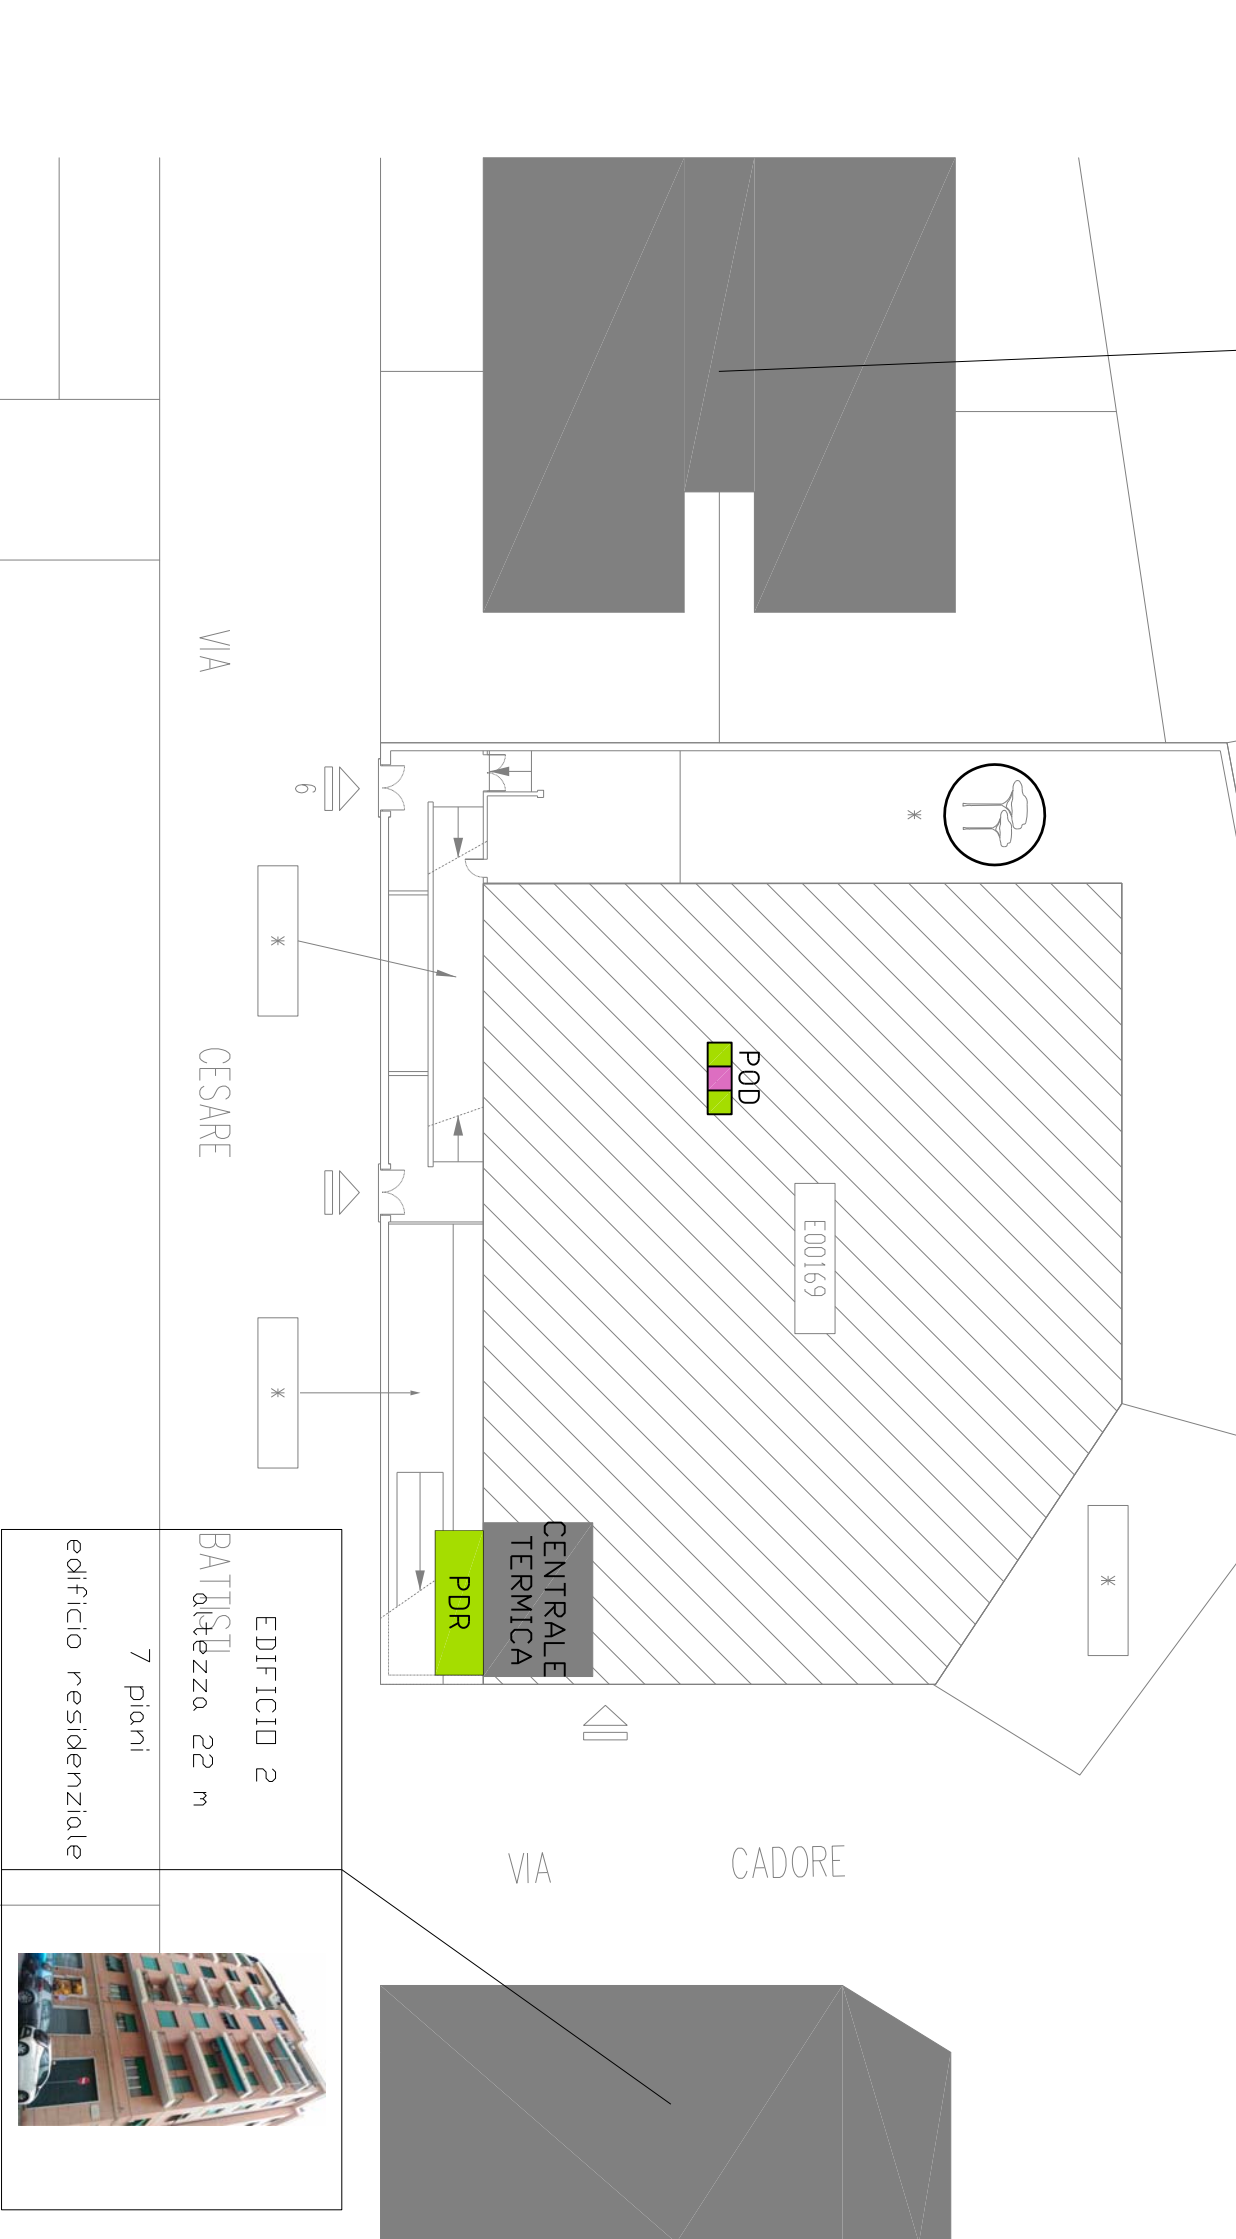 VIA
CESARE
BATTISTI
6
*
*
*
*
POD
E00169
CENTRALE
TERMICA
PDR
EDIFICIO 2
altezza 22 m
7 piani
edificio residenziale
VIA
CADORE